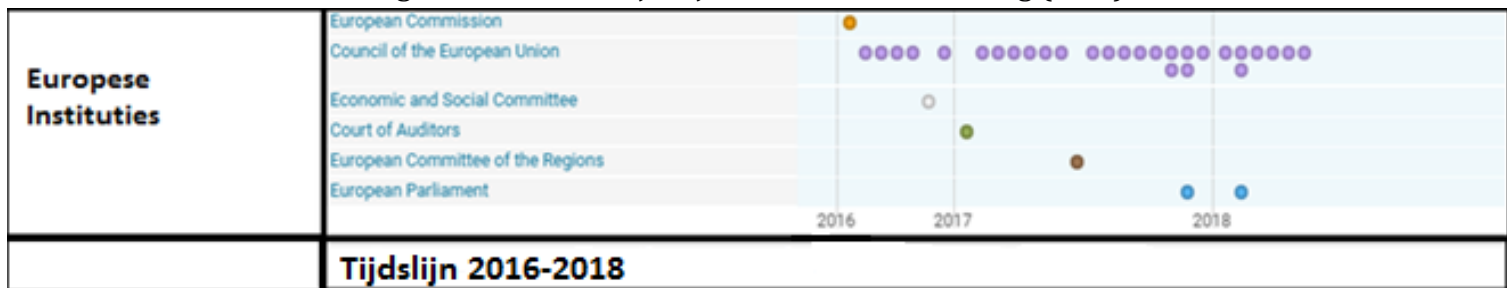 European Commission
Council of the European Union
Europese
Instituties
Economic and Social Committee
Court of Auditors
European Committee of the Regions
European Parliament
2016 2017 2018
Tijdslijn 2016-2018